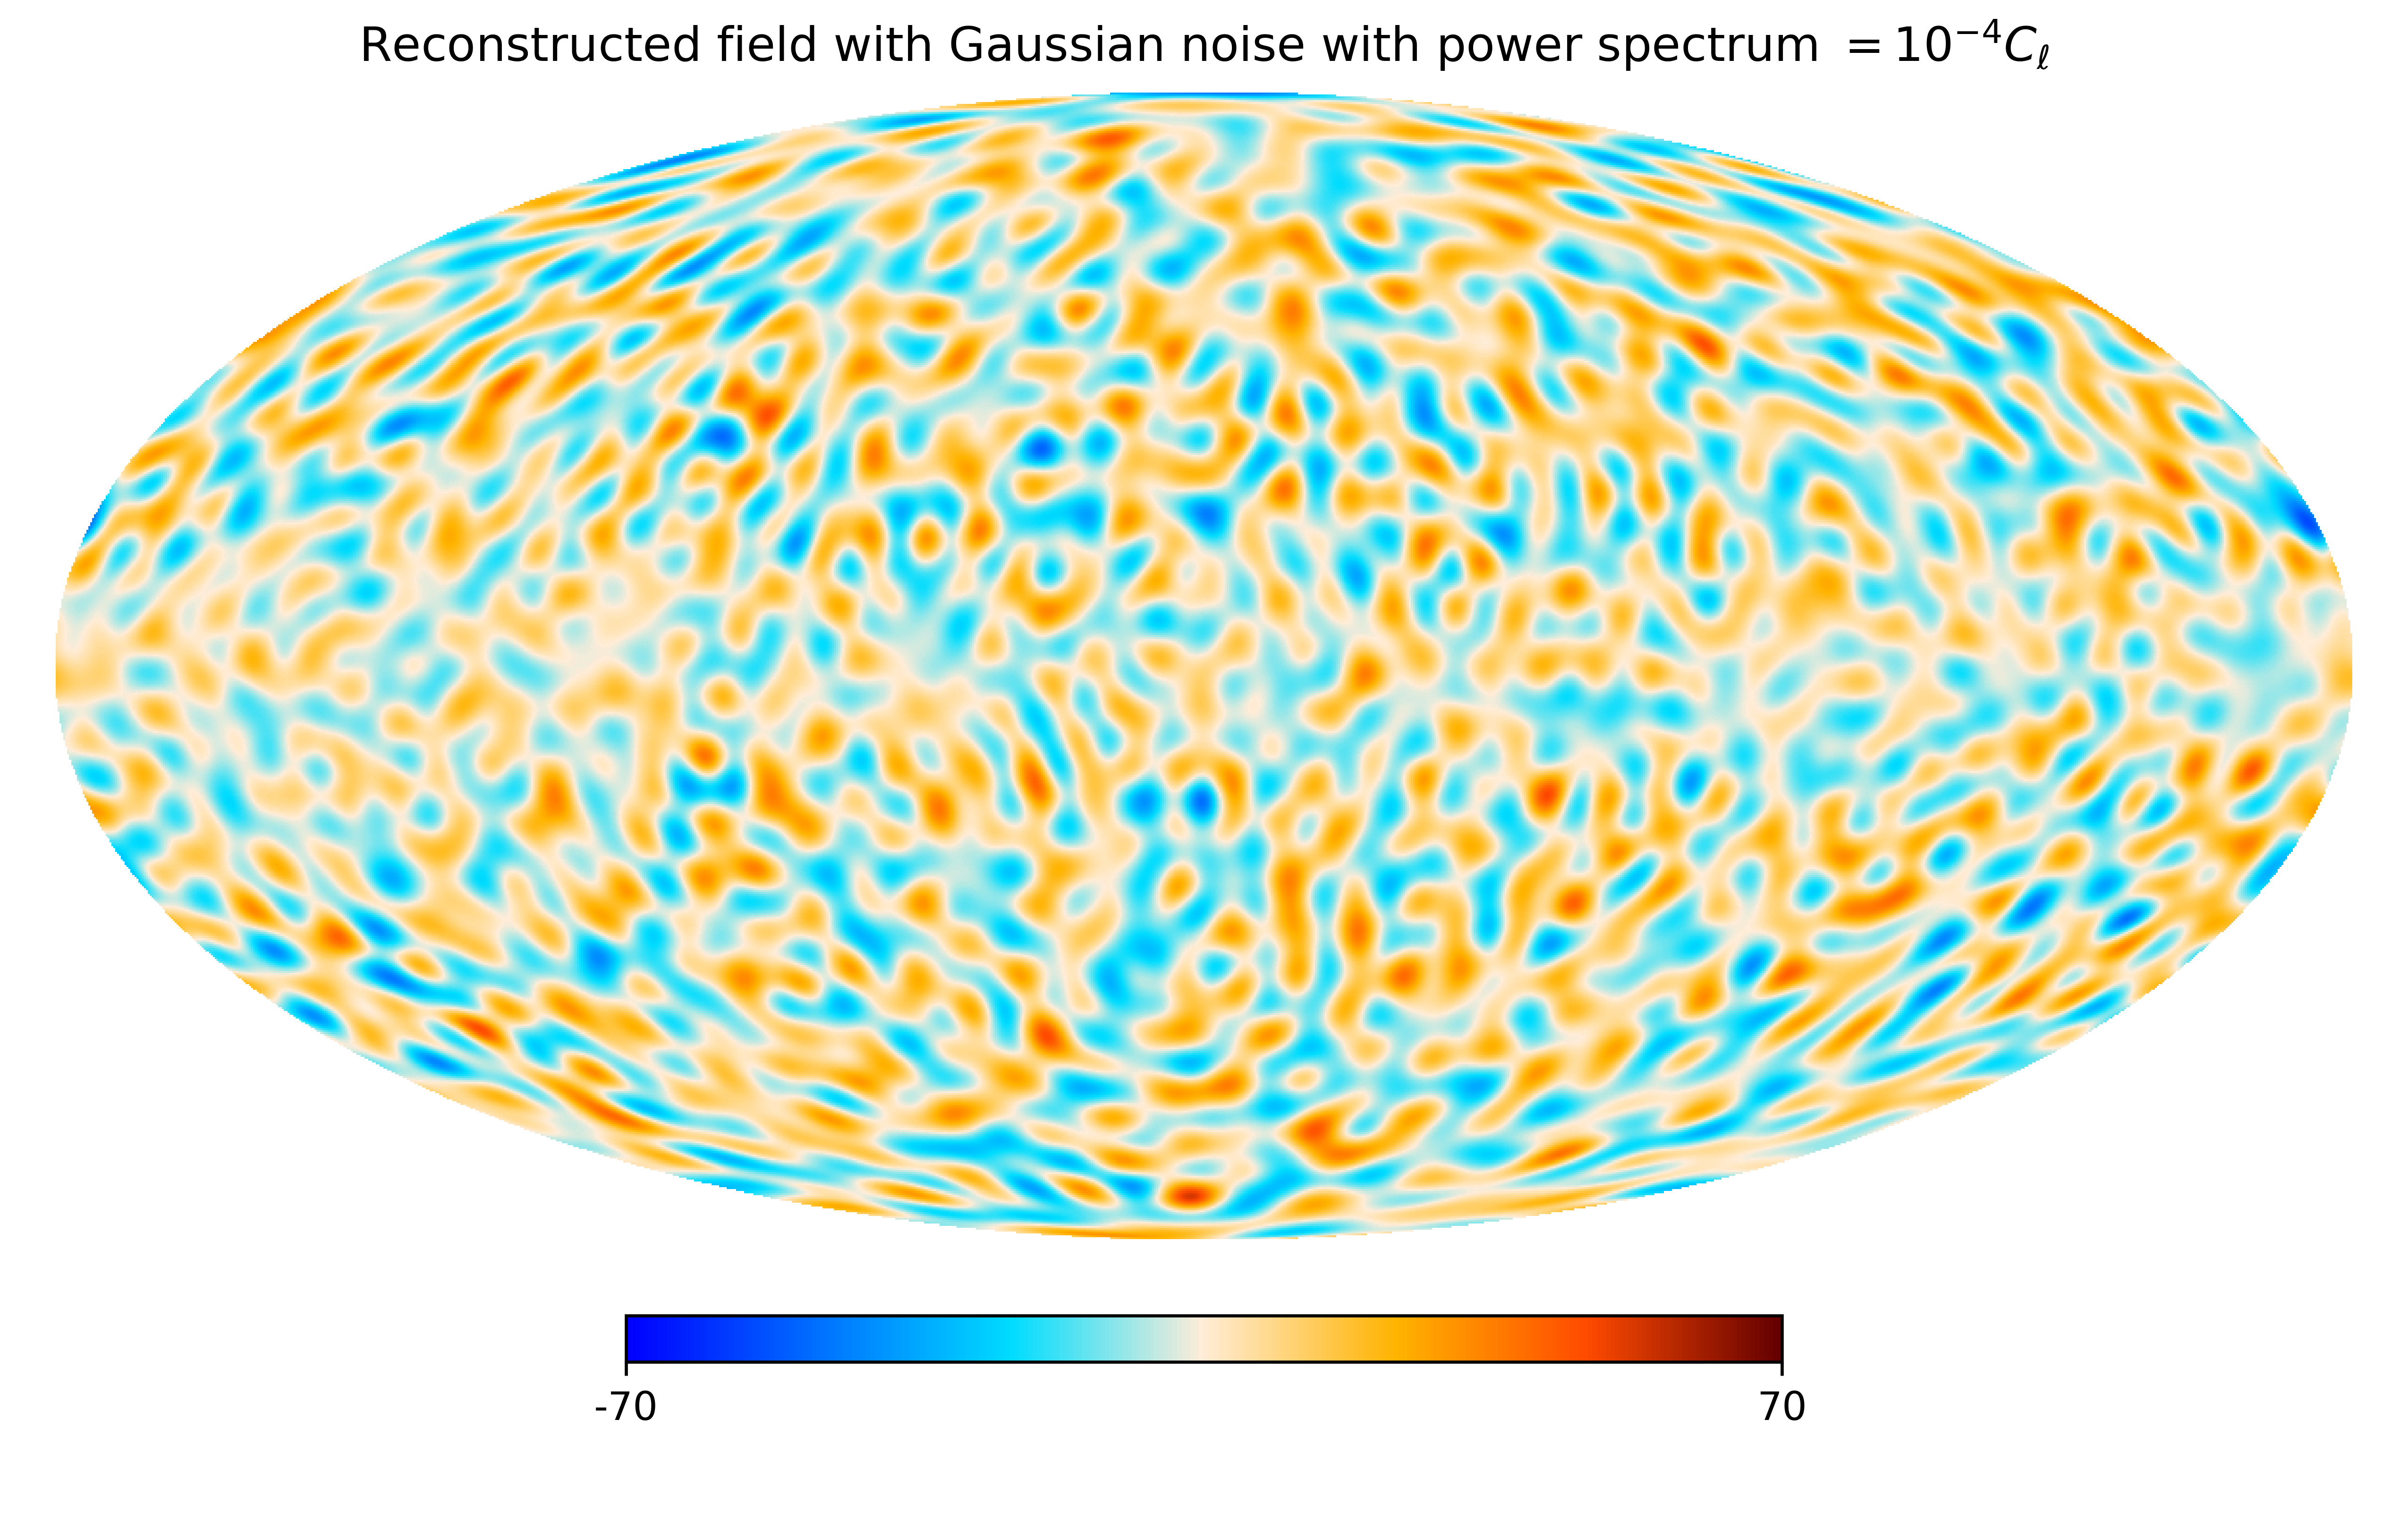 Reconstructed field with Gaussian noise with power spectrum $= 10^{-4}C_\ell$
-70 70